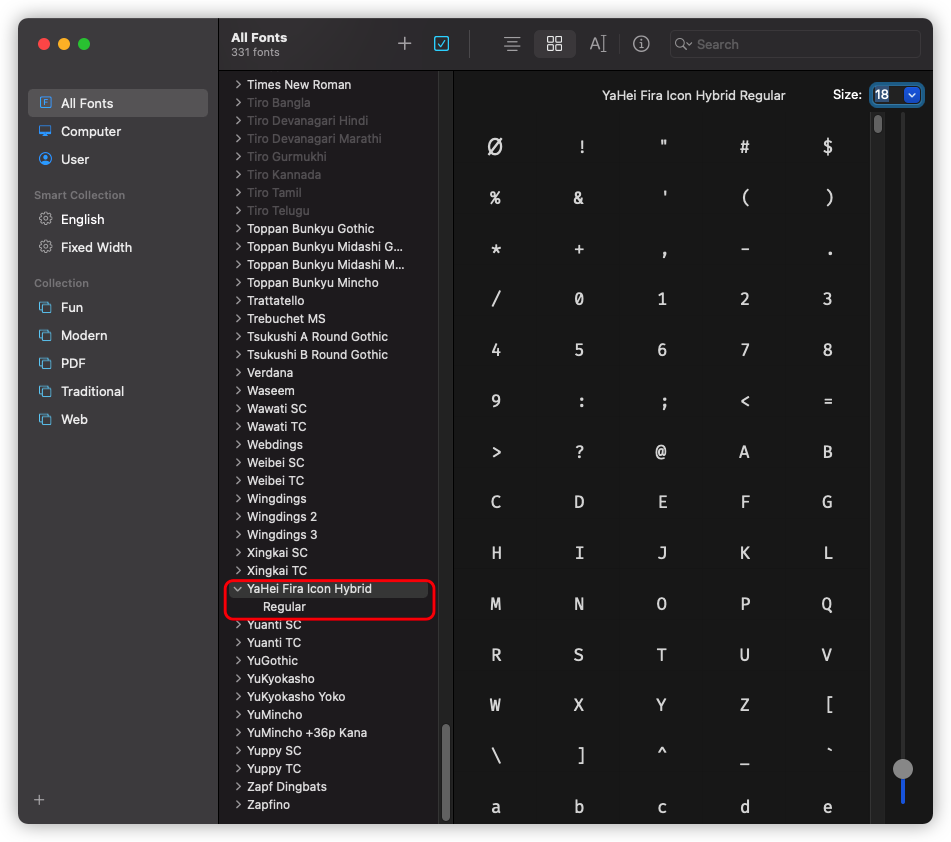 All Fonts
331 fonts
Search
All Fonts
Computer
User
Smart Collection
English
Fixed Width
Collection
Fun
Modern
PDF
Traditional
Web
Times New Roman
Tiro Bangla
Tiro Devanagari Hindi
Tiro Devanagari Marathi
Tiro Gurmukhi
Tiro Kannada
Tiro Tamil
Tiro Telugu
Toppan Bunkyu Gothic
Toppan Bunkyu Midashi G...
Toppan Bunkyu Midashi M...
Toppan Bunkyu Mincho
Trattatello
Trebuchet MS
Tsukushi A Round Gothic
Tsukushi B Round Gothic
Verdana
Waseem
Wawati SC
Wawati TC
Webdings
Weibei SC
Weibei TC
Wingdings
Wingdings 2
Wingdings 3
Xingkai SC
Xingkai TC
YaHei Fira Icon Hybrid
Regular
Yuanti SC
Yuanti TC
YuGothic
YuKyokasho
YuKyokasho Yoko
YuMincho
YuMincho +36p Kana
Yuppy SC
Yuppy TC
Zapf Dingbats
Zapfino
YaHei Fira Icon Hybrid Regular
Size: 18
Ø ! " # $
% & ' ( )
* + , - .
/ 0 1 2 3
4 5 6 7 8
9 : ; < =
> ? @ A B
C D E F G
H I J K L
M N O P Q
R S T U V
W X Y Z [
\ ] ^ _ `
a b c d e